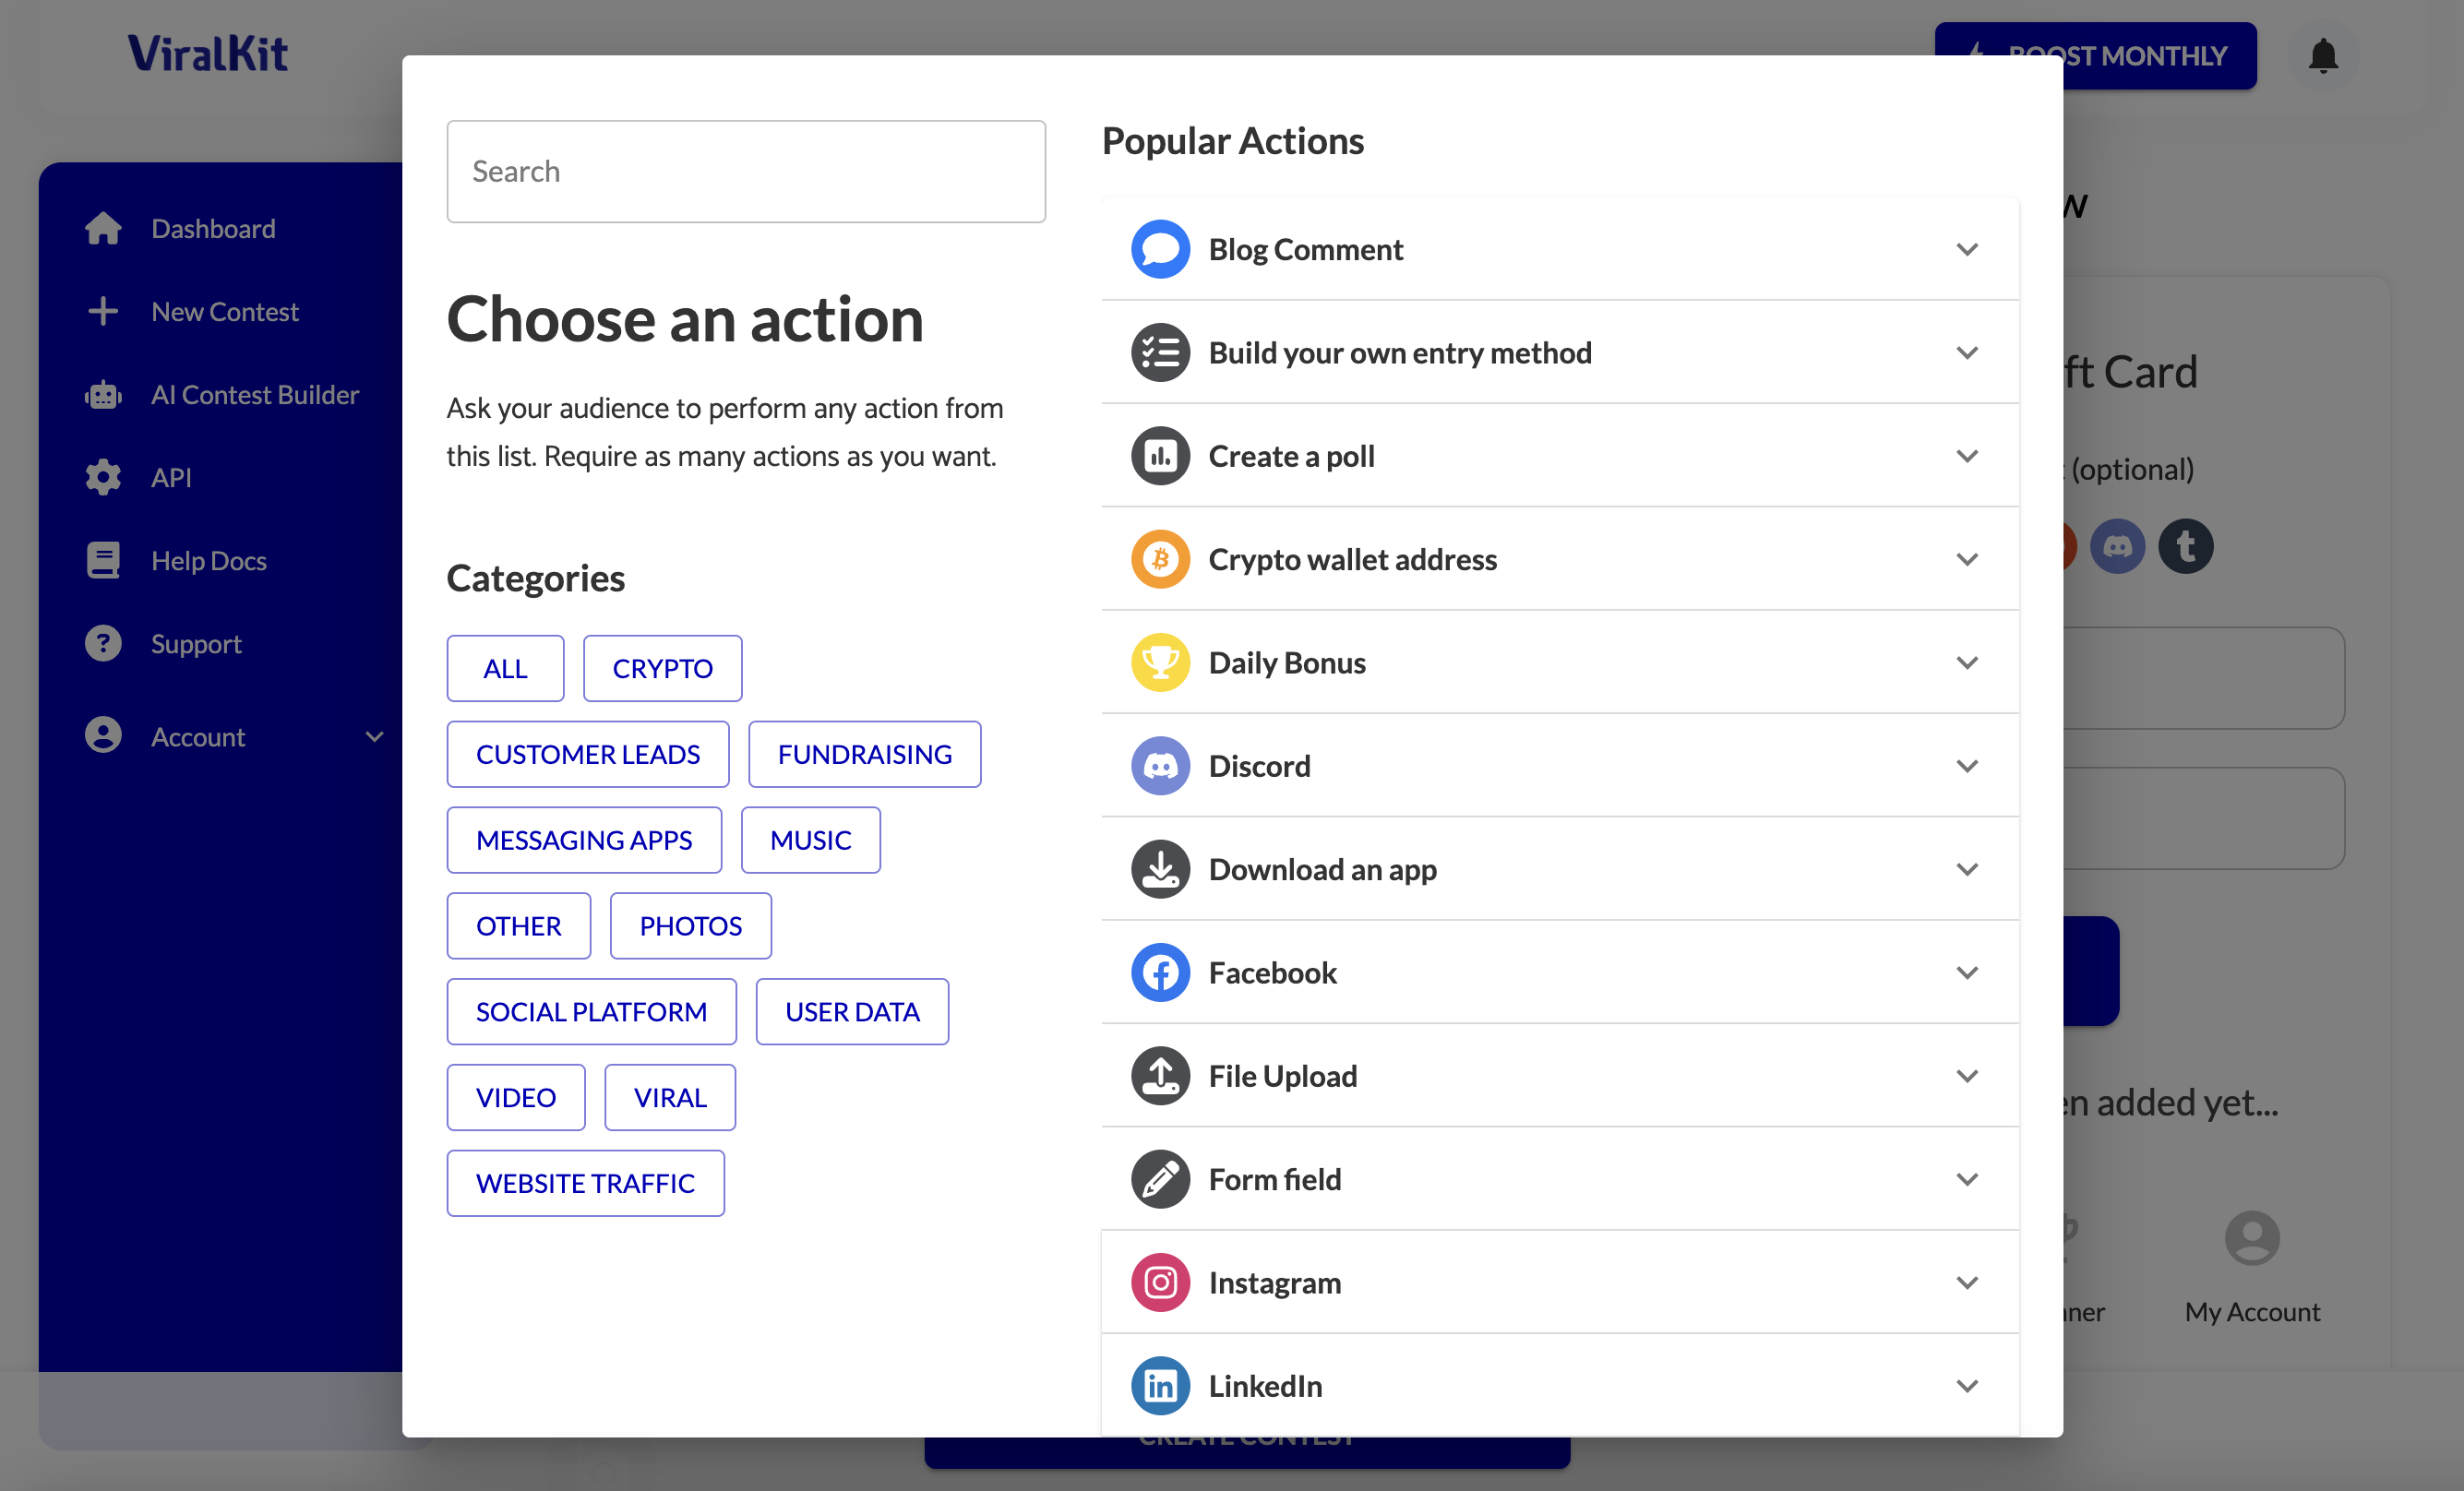 ViralKit
BOOST MONTHLY
Dashboard
New Contest
AI Contest Builder
API
Help Docs
Support
Account
Search
Choose an action
Ask your audience to perform any action from
this list. Require as many actions as you want.
Categories
ALL
CRYPTO
CUSTOMER LEADS
FUNDRAISING
MESSAGING APPS
MUSIC
OTHER
PHOTOS
SOCIAL PLATFORM
USER DATA
VIDEO
VIRAL
WEBSITE TRAFFIC
Popular Actions
Blog Comment
Build your own entry method
Create a poll
Crypto wallet address
Daily Bonus
Discord
Download an app
Facebook
File Upload
Form field
Instagram
LinkedIn
Card
(optional)
added yet...
My Account
CREATE CONTEST